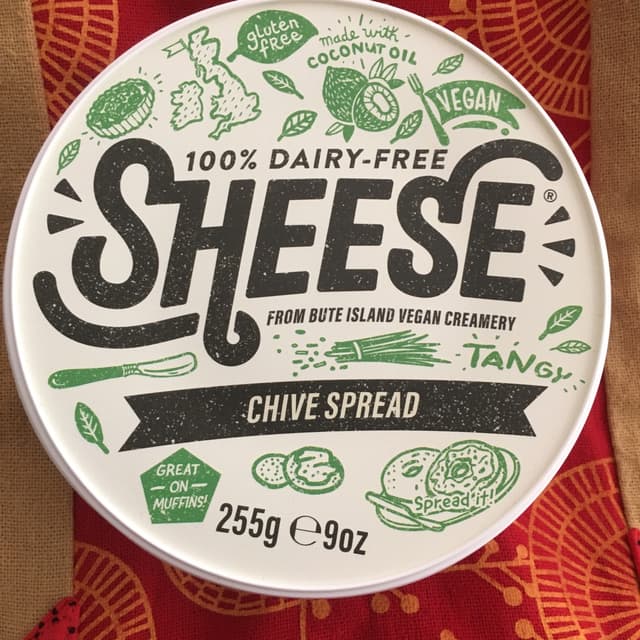 gluten
free
made with
COCONUT OIL
VEGAN
100% DAIRY-FREE
SHEESE®
FROM BUTE ISLAND VEGAN CREAMERY
TANGY
CHIVE SPREAD
GREAT
ON
MUFFINS!
Spread it!
255g ℮ 9oz